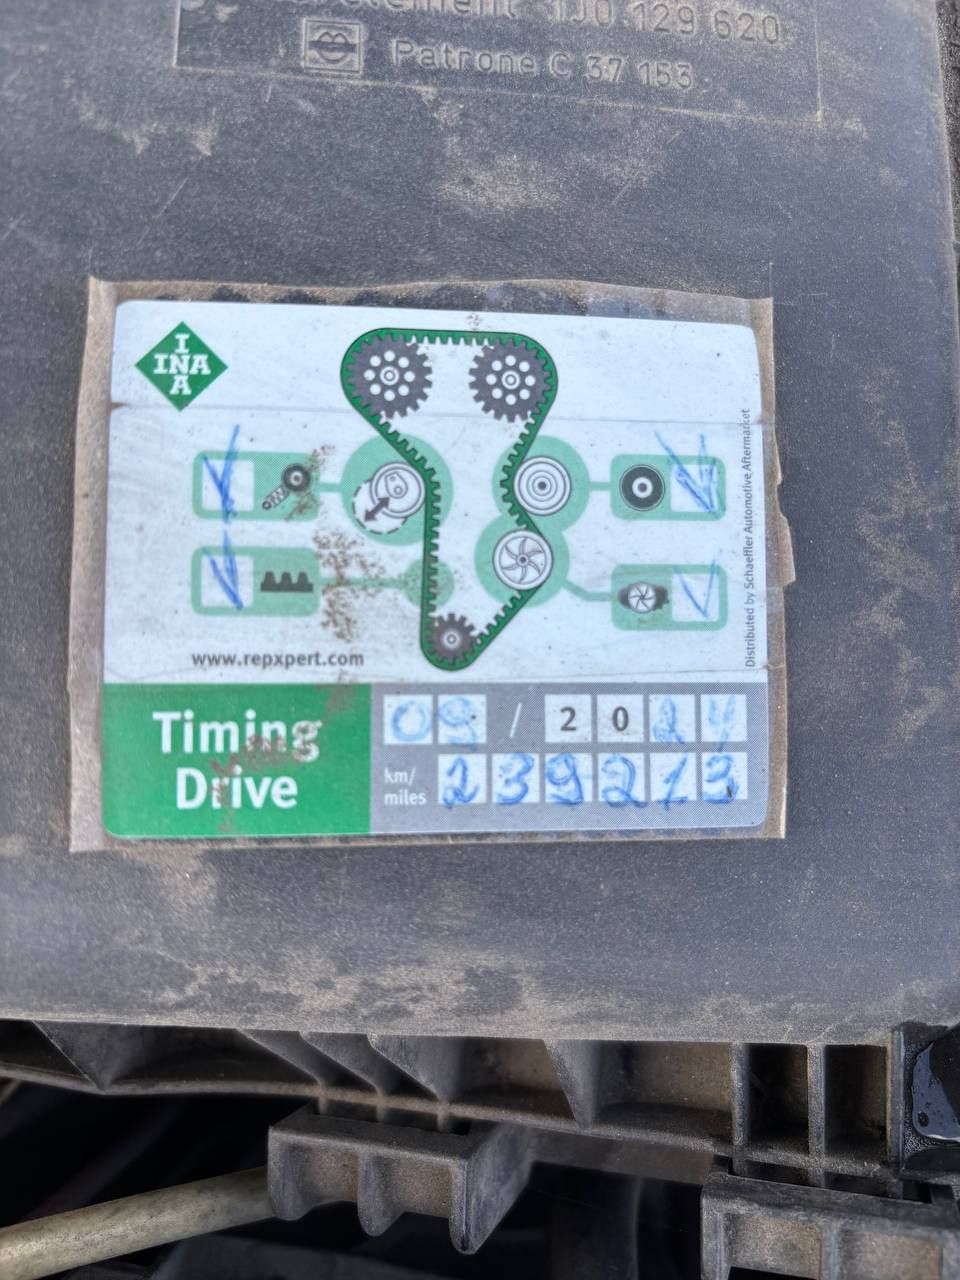 element 1J0 129 620
Patrone C 37 153
I
INA
A
Distributed by Schaeffler Automotive Aftermarket
www.repxpert.com
Timing
Drive
09 / 2024
km/
miles
239213